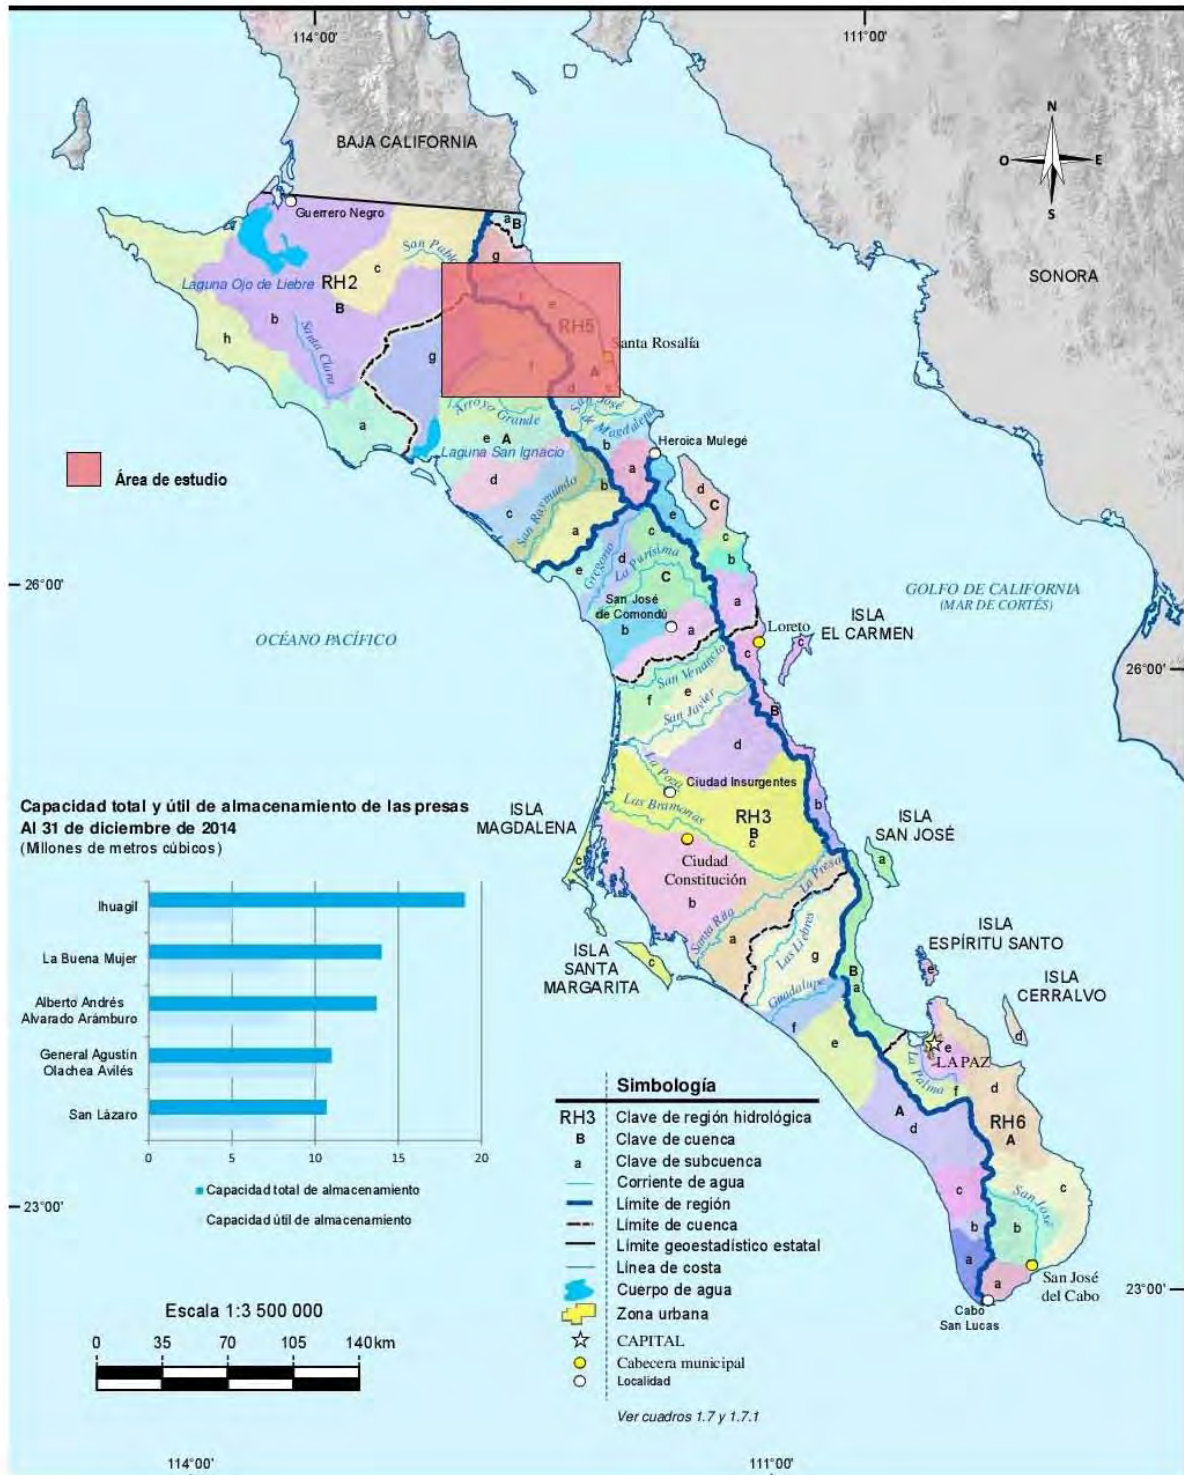 114°00'
111°00'
BAJA CALIFORNIA
N
O
E
S
SONORA
Guerrero Negro
a B
g
San Pablo
c
Laguna Ojo de Liebre
RH2
B
b
h
Santa Clara
g
a
f
e
RH5
Santa Rosalía
A
f
d
c
San José
de Magdalena
Arroyo Grande
e A
Laguna San Ignacio
b
Heroica Mulegé
a
d
c
San Raymundo
b
a
d
C
e
c
b
a
Área de estudio
c
d
e
Gregorio
La Purísima
C
San José
de Comondú
b
a
26°00'
GOLFO DE CALIFORNIA
(MAR DE CORTÉS)
OCÉANO PACÍFICO
Loreto
ISLA
EL CARMEN
c
c
26°00'
San Venancio
f
e
San Javier
B
d
La Poza
Ciudad Insurgentes
Las Bramonas
RH3
B
c
b
ISLA
MAGDALENA
c
Ciudad
Constitución
b
ISLA
SAN JOSÉ
a
La Presa
Santa Rita
a
Las Liebres
g
Guadalupe
f
e
B
a
ISLA
SANTA
MARGARITA
c
ISLA
ESPÍRITU SANTO
e
ISLA
CERRALVO
d
e
LA PAZ
La Palma
f
d
A
d
RH6
A
c
c
San José
b
b
a
a
San José
del Cabo
Cabo
San Lucas
23°00'
23°00'
Capacidad total y útil de almacenamiento de las presas
Al 31 de diciembre de 2014
(Millones de metros cúbicos)
Ihuagil
La Buena Mujer
Alberto Andrés
Alvarado Arámburo
General Agustín
Olachea Avilés
San Lázaro
0 5 10 15 20
Capacidad total de almacenamiento
Capacidad útil de almacenamiento
Escala 1:3 500 000
0 35 70 105 140km
Simbología
RH3 Clave de región hidrológica
B Clave de cuenca
a Clave de subcuenca
Corriente de agua
Límite de región
Límite de cuenca
Límite geoestadístico estatal
Línea de costa
Cuerpo de agua
Zona urbana
CAPITAL
Cabecera municipal
Localidad
Ver cuadros 1.7 y 1.7.1
114°00'
111°00'